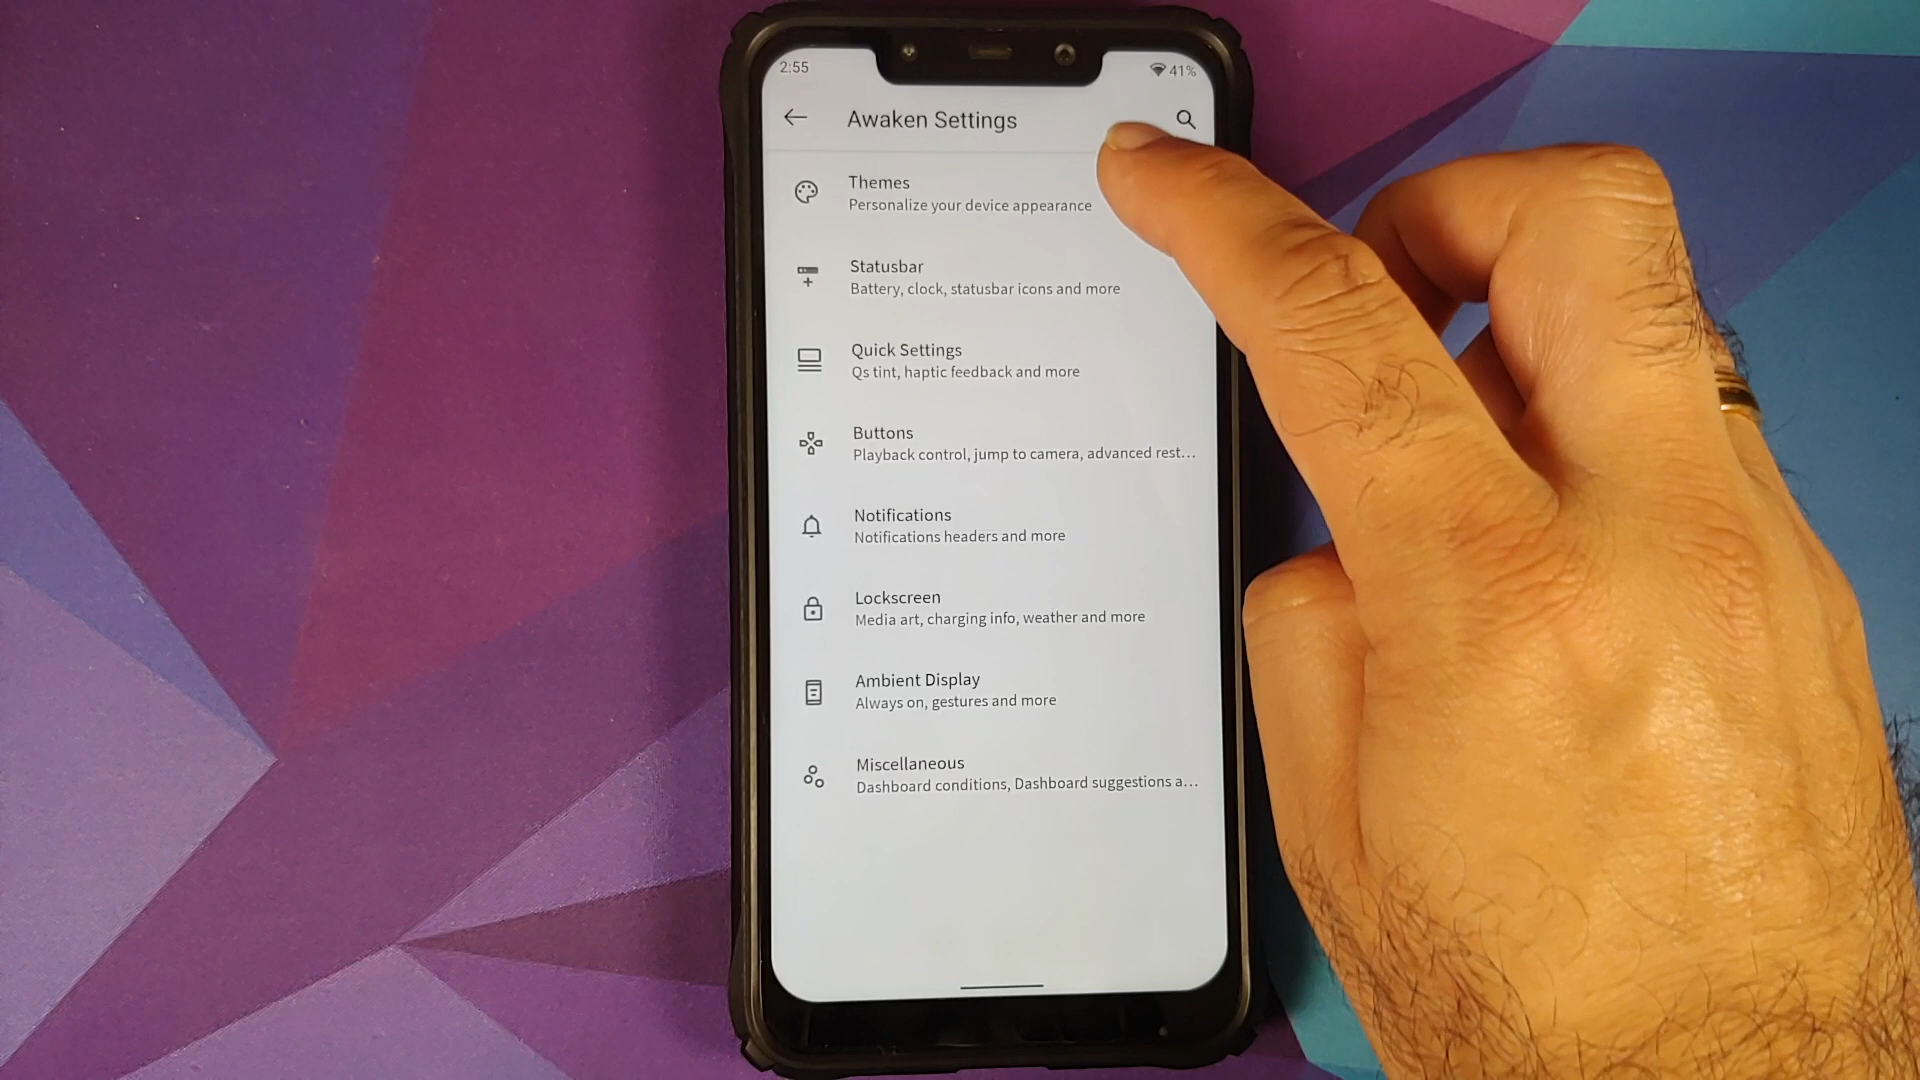 2:55
41%
Awaken Settings
Themes
Personalize your device appearance
Statusbar
Battery, clock, statusbar icons and more
Quick Settings
Qs tint, haptic feedback and more
Buttons
Playback control, jump to camera, advanced rest...
Notifications
Notifications headers and more
Lockscreen
Media art, charging info, weather and more
Ambient Display
Always on, gestures and more
Miscellaneous
Dashboard conditions, Dashboard suggestions a...